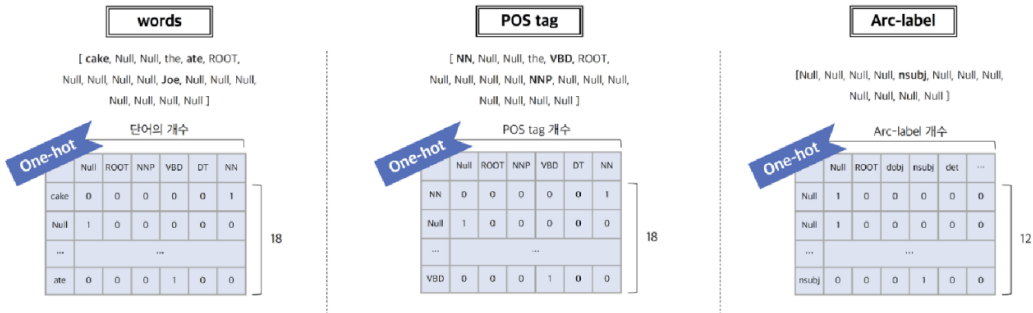 words
[ cake, Null, Null, the, ate, ROOT,
Null, Null, Null, Null, Joe, Null, Null, Null,
Null, Null, Null, Null ]
단어의 개수
One-hot
Null ROOT NNP VBD DT NN
cake 0 0 0 0 0 1
Null 1 0 0 0 0 0
... ...
ate 0 0 0 1 0 0
18
POS tag
[ NN, Null, Null, the, VBD, ROOT,
Null, Null, Null, Null, NNP, Null, Null, Null,
Null, Null, Null, Null ]
POS tag 개수
One-hot
Null ROOT NNP VBD DT NN
NN 0 0 0 0 0 1
Null 1 0 0 0 0 0
... ...
VBD 0 0 0 1 0 0
18
Arc-label
[Null, Null, Null, Null, nsubj, Null, Null, Null,
Null, Null, Null, Null ]
Arc-label 개수
One-hot
Null ROOT dobj nsubj det ...
Null 1 0 0 0 0 0
Null 1 0 0 0 0 0
... ...
nsubj 0 0 0 1 0 0
12